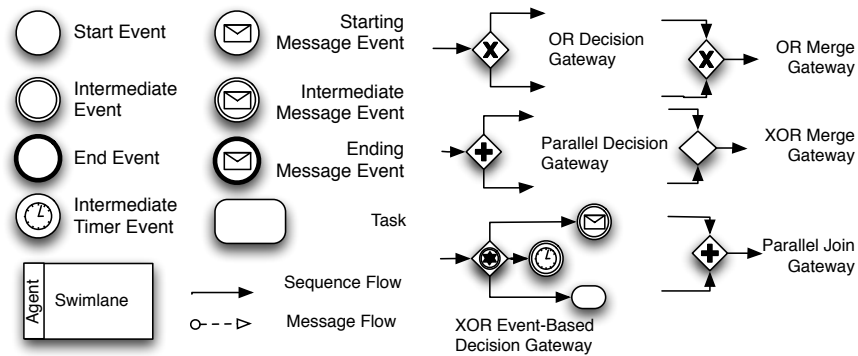 Start Event
Intermediate
Event
End Event
Intermediate
Timer Event
Agent
Swimlane
Starting
Message Event
Intermediate
Message Event
Ending
Message Event
Task
Sequence Flow
Message Flow
X
OR Decision
Gateway
Parallel Decision
Gateway
XOR Event-Based
Decision Gateway
X
OR Merge
Gateway
XOR Merge
Gateway
Parallel Join
Gateway